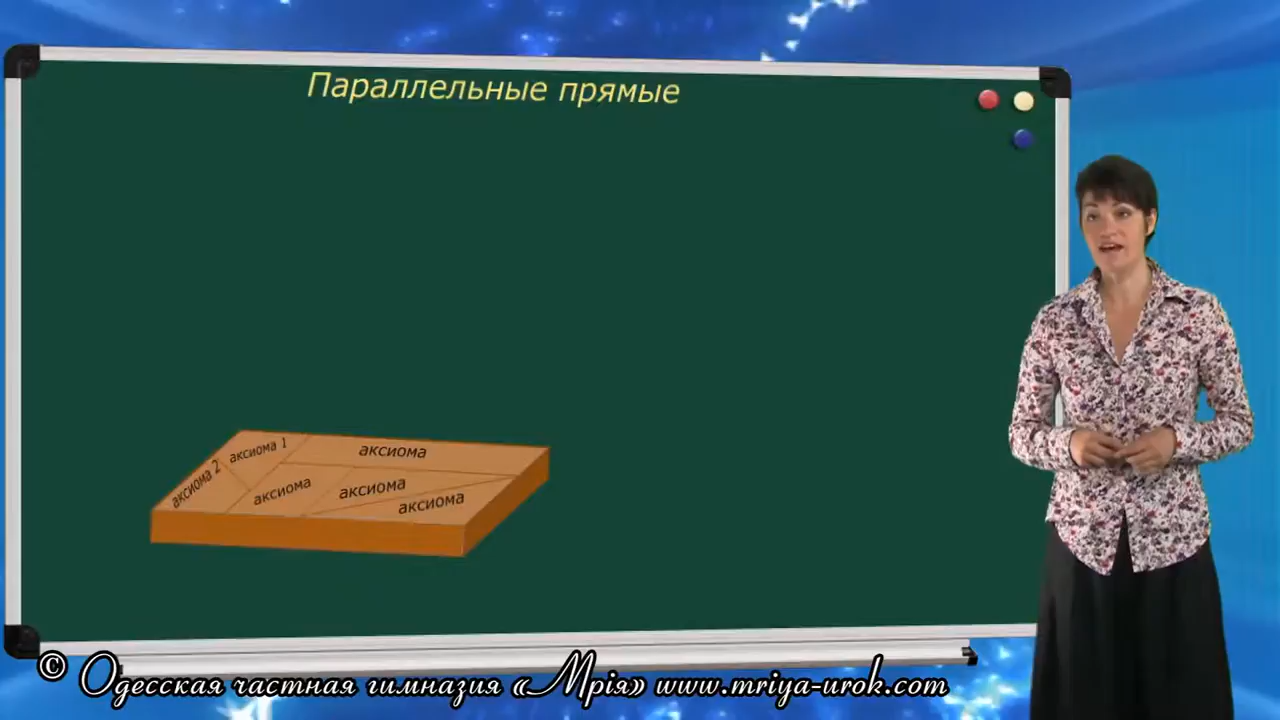 Параллельные прямые
аксиома 1
аксиома
аксиома 2
аксиома
аксиома
аксиома
© Одесская частная гимназия «Мрія» www.mriya-urok.com